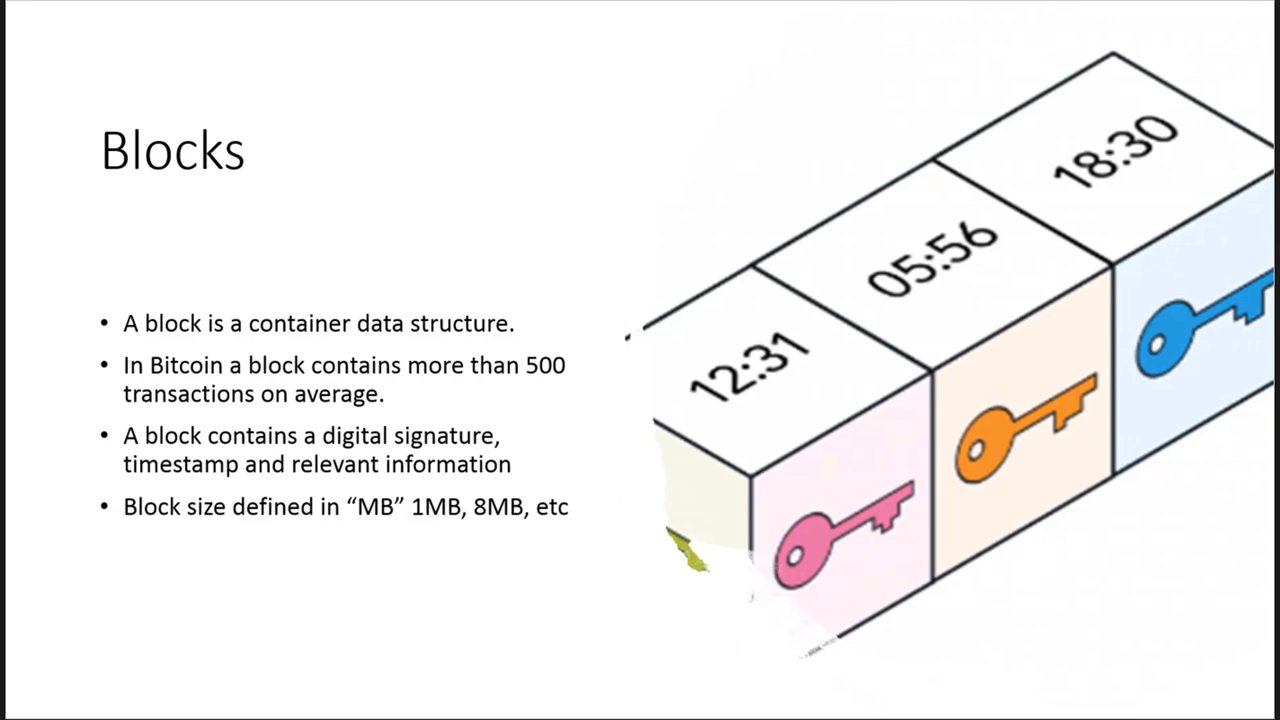 Blocks
• A block is a container data structure.
• In Bitcoin a block contains more than 500
transactions on average.
• A block contains a digital signature,
timestamp and relevant information
• Block size defined in “MB” 1MB, 8MB, etc
12:31
05:56
18:30